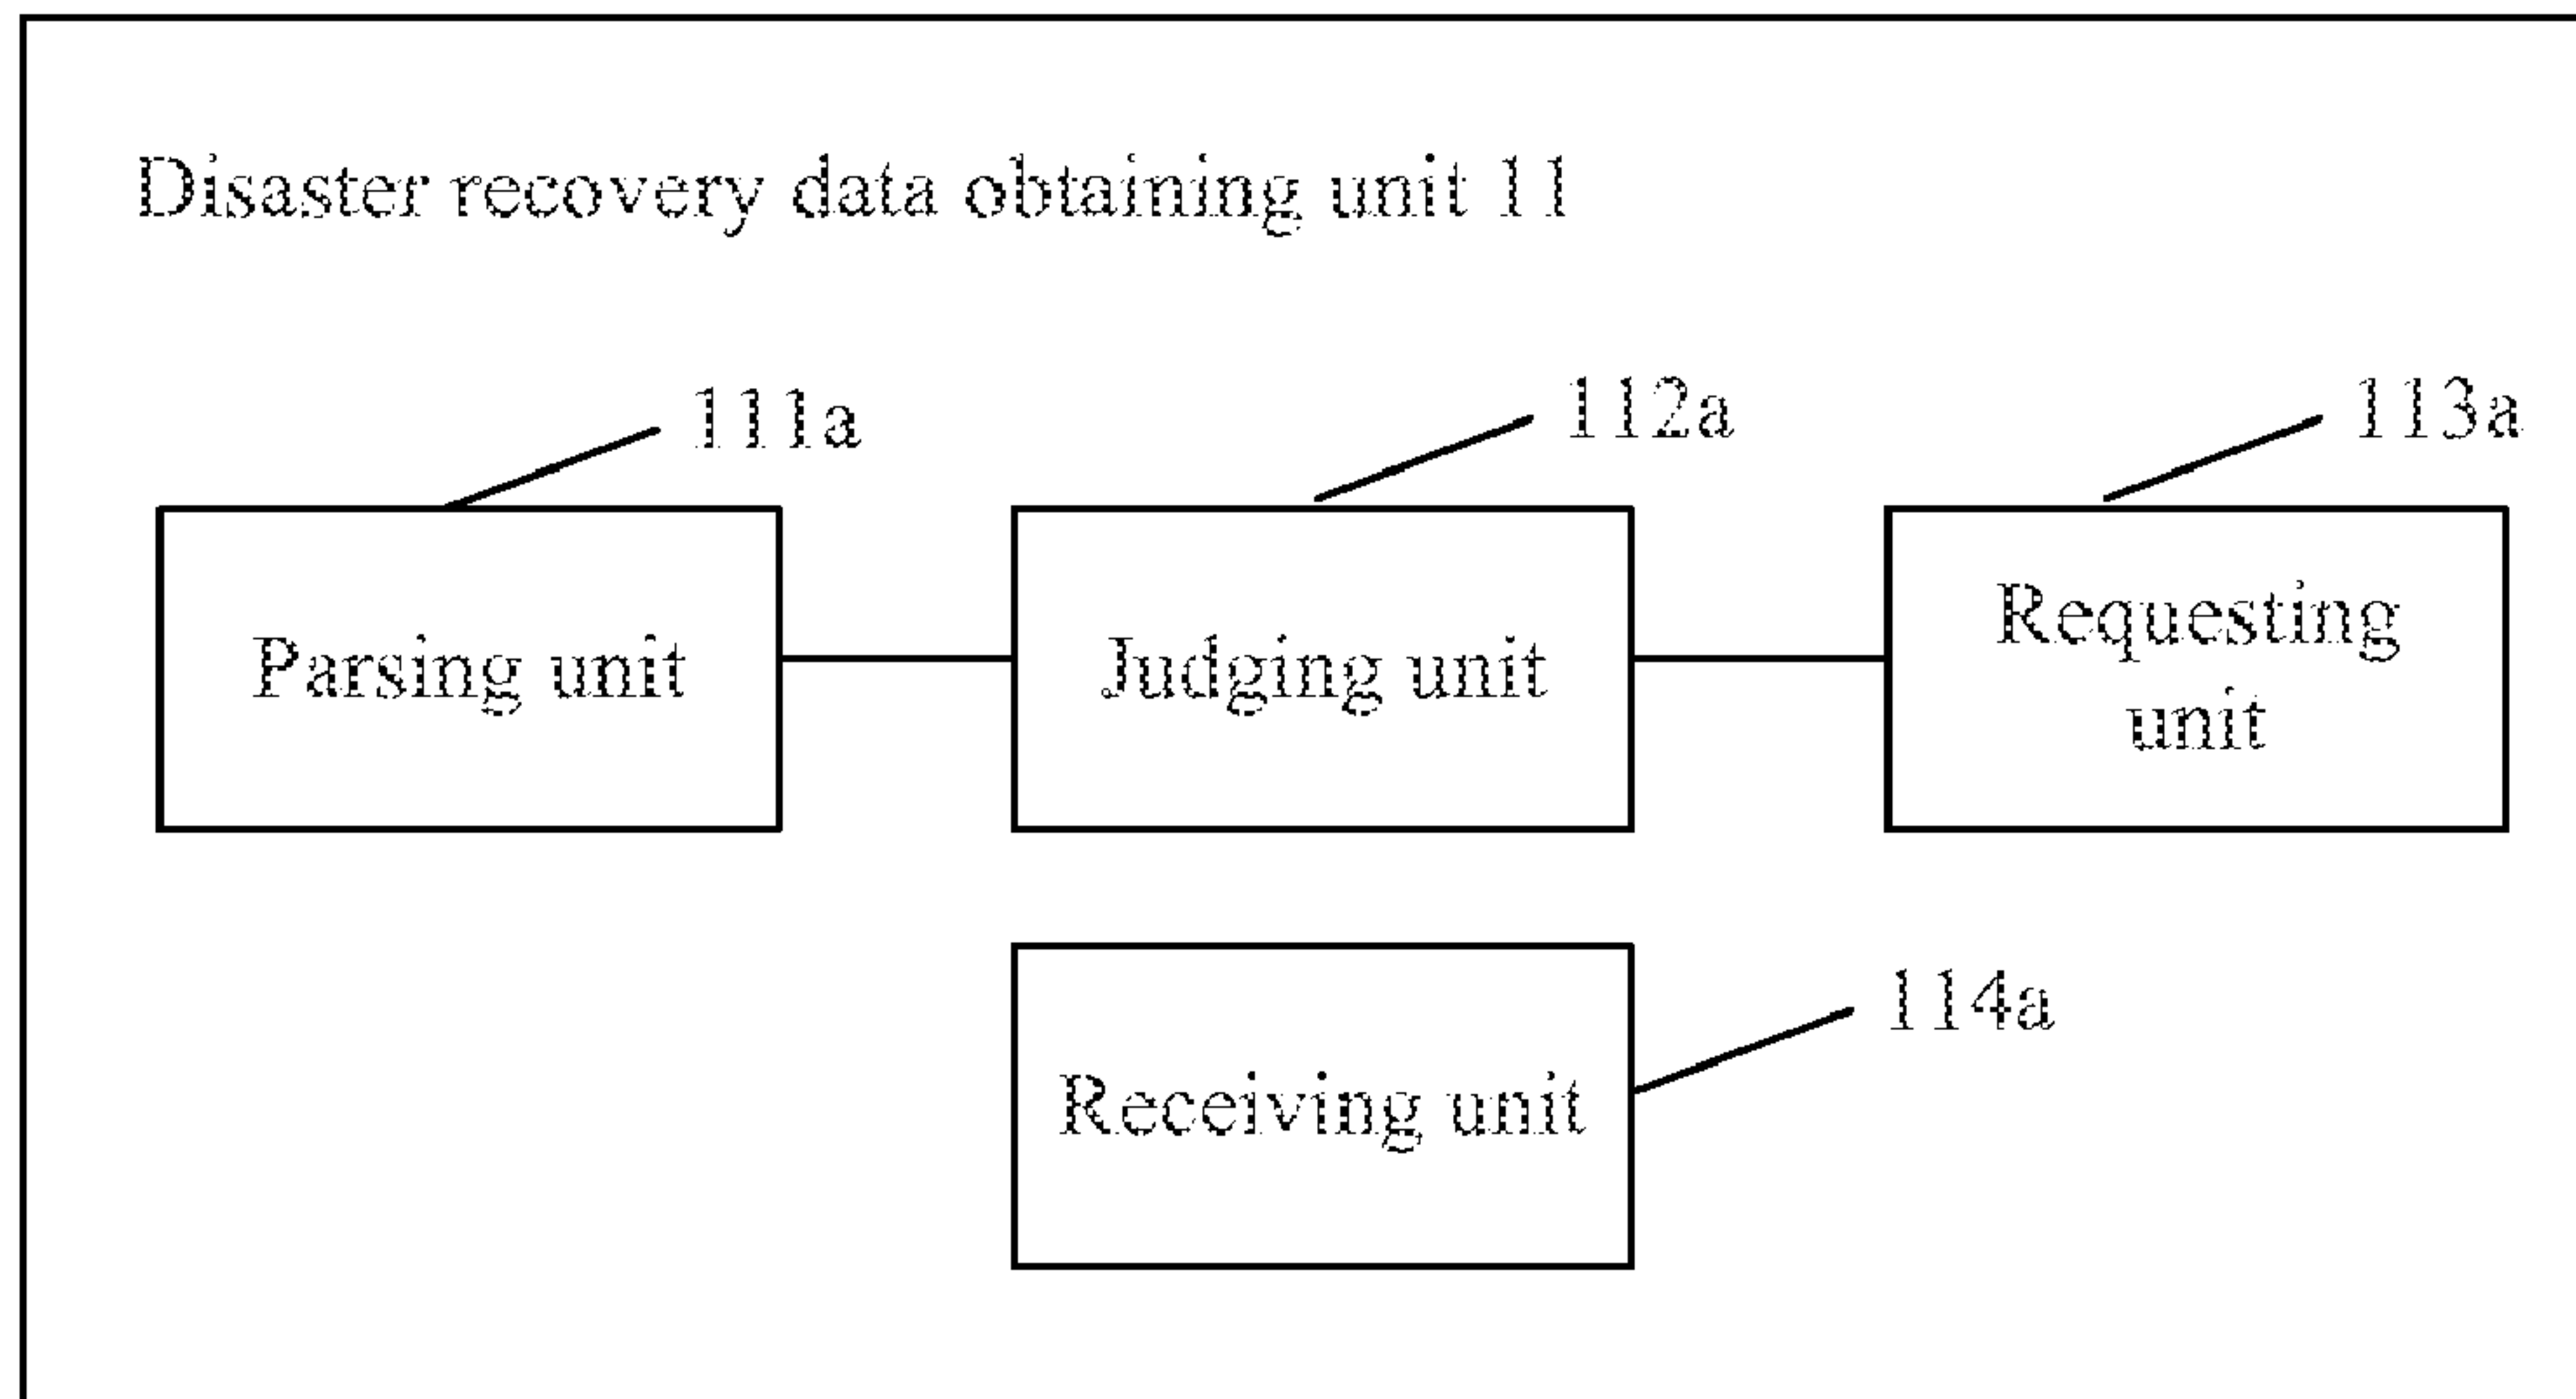 Disaster recovery data obtaining unit 11
111a
112a
113a
Parsing unit
Judging unit
Requesting
unit
114a
Receiving unit